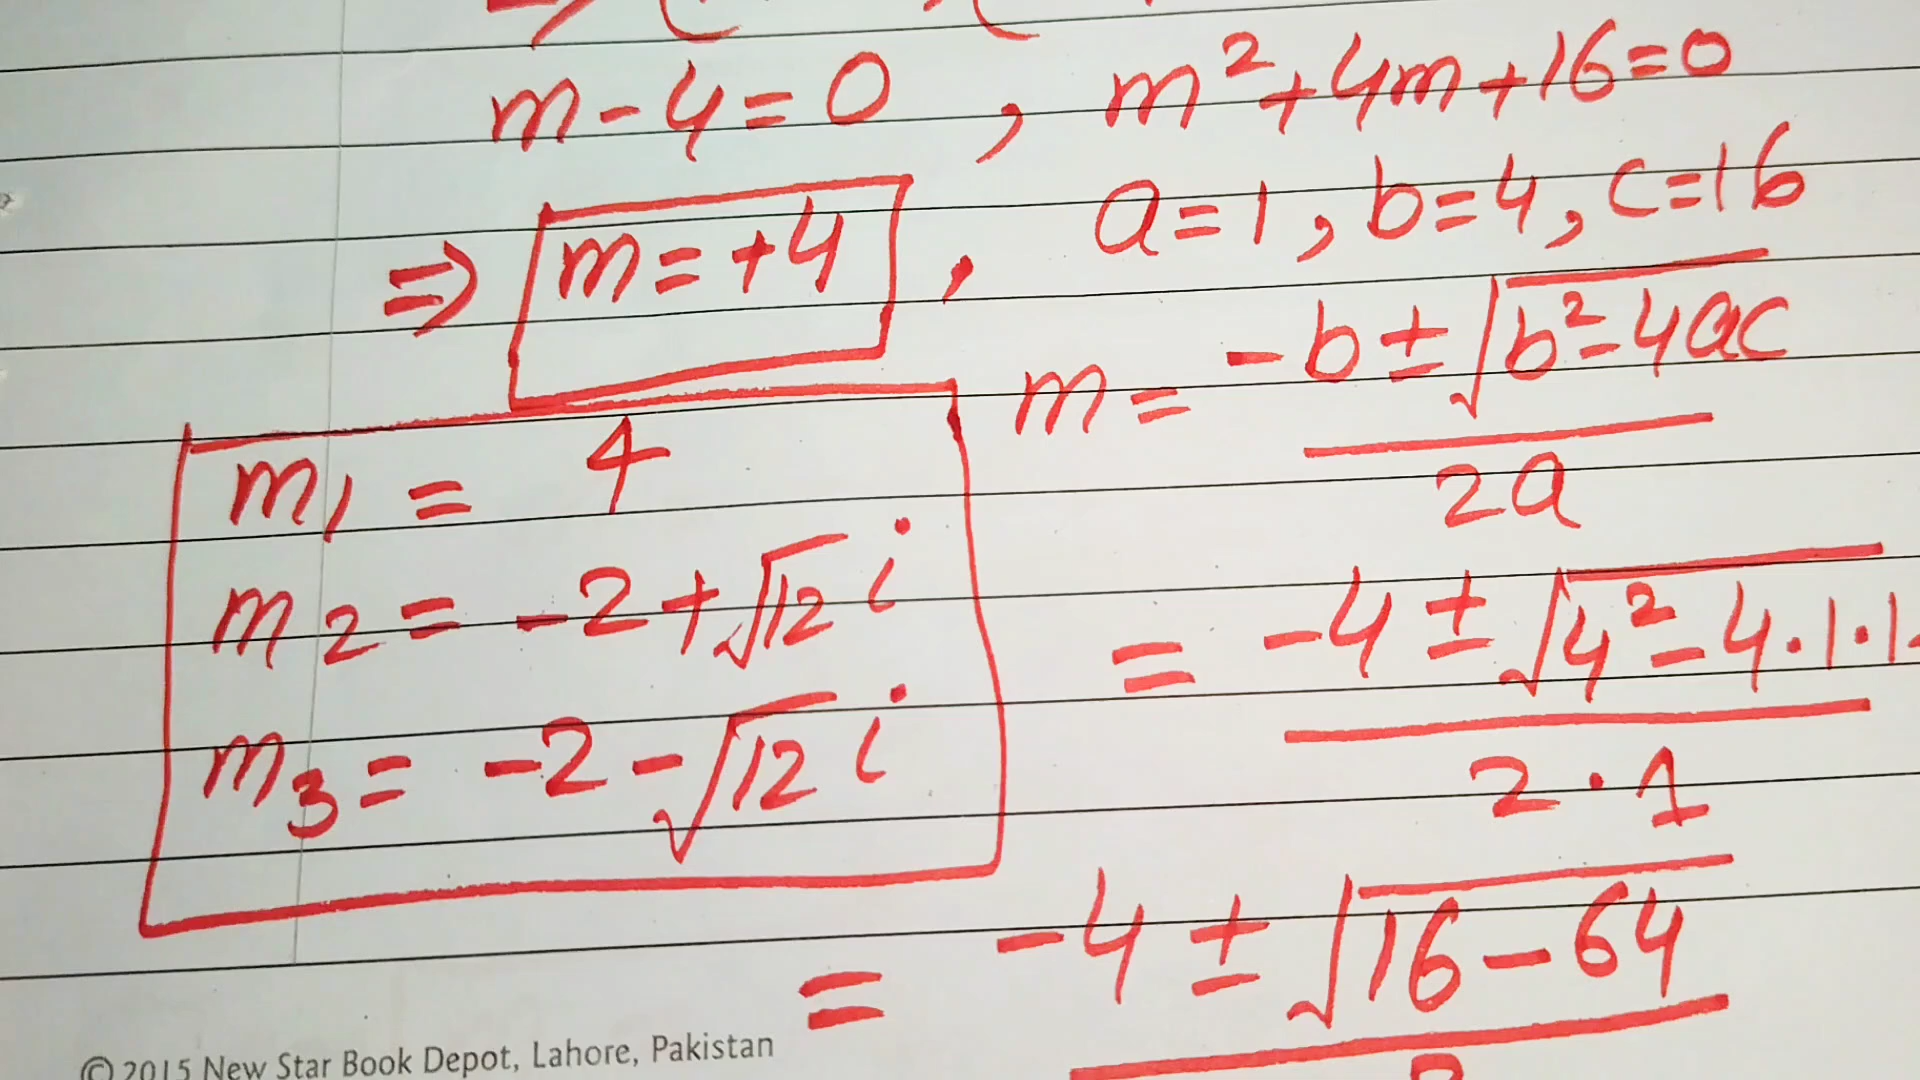 m - 4 = 0 , m² + 4m + 16 = 0
⇒ m = +4 , a = 1 , b = 4 , c = 16
m = -b ± √b² - 4ac
2a
m1 = 4
m2 = -2 + √12 i
m3 = -2 - √12 i
= -4 ± √4² - 4·1·1
2 · 1
= -4 ± √16 - 64
© 2015 New Star Book Depot, Lahore, Pakistan